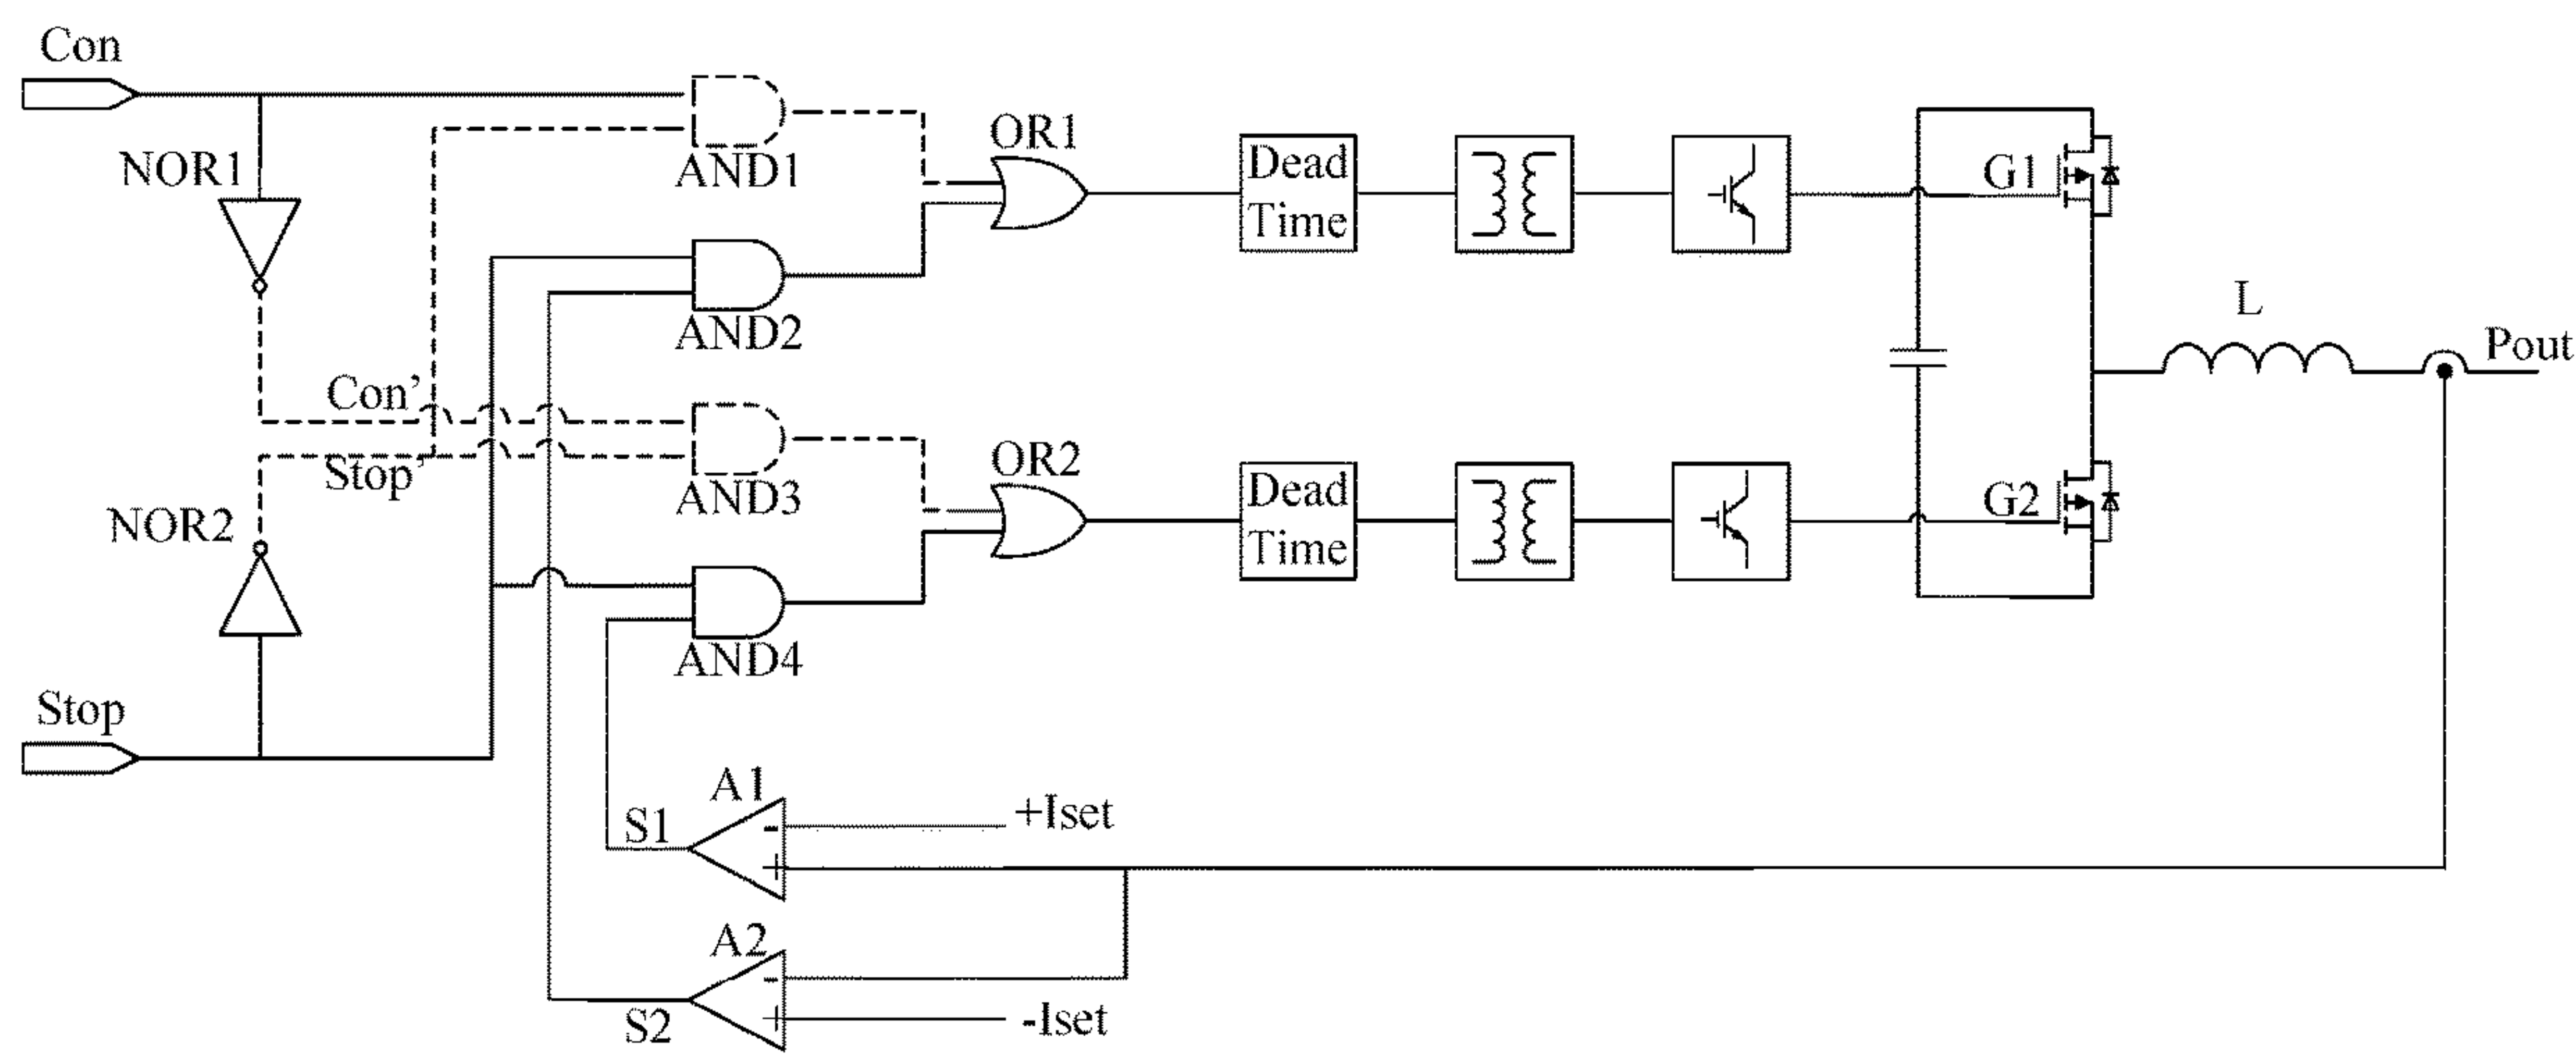 Con
NOR1
AND1
OR1
Dead
Time
G1
AND2
L
Pout
Con’
Stop’
AND3
OR2
Dead
Time
G2
NOR2
AND4
Stop
A1
S1
-
+
+Iset
A2
S2
-
+
-Iset